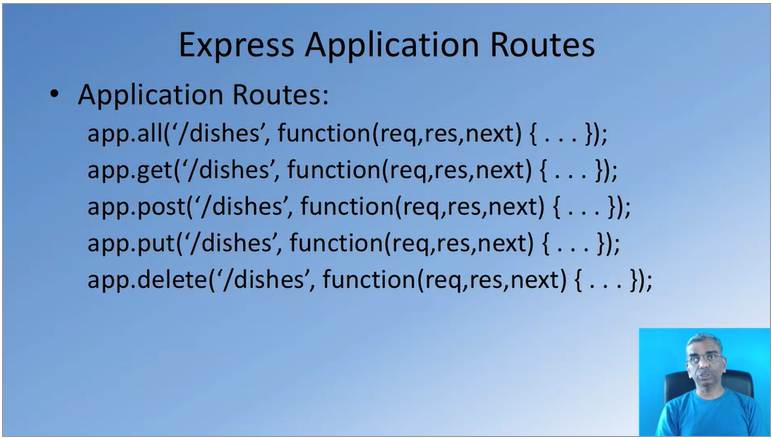 Express Application Routes
• Application Routes:
app.all(‘/dishes’, function(req,res,next) { . . . });
app.get(‘/dishes’, function(req,res,next) { . . . });
app.post(‘/dishes’, function(req,res,next) { . . . });
app.put(‘/dishes’, function(req,res,next) { . . . });
app.delete(‘/dishes’, function(req,res,next) { . . . });